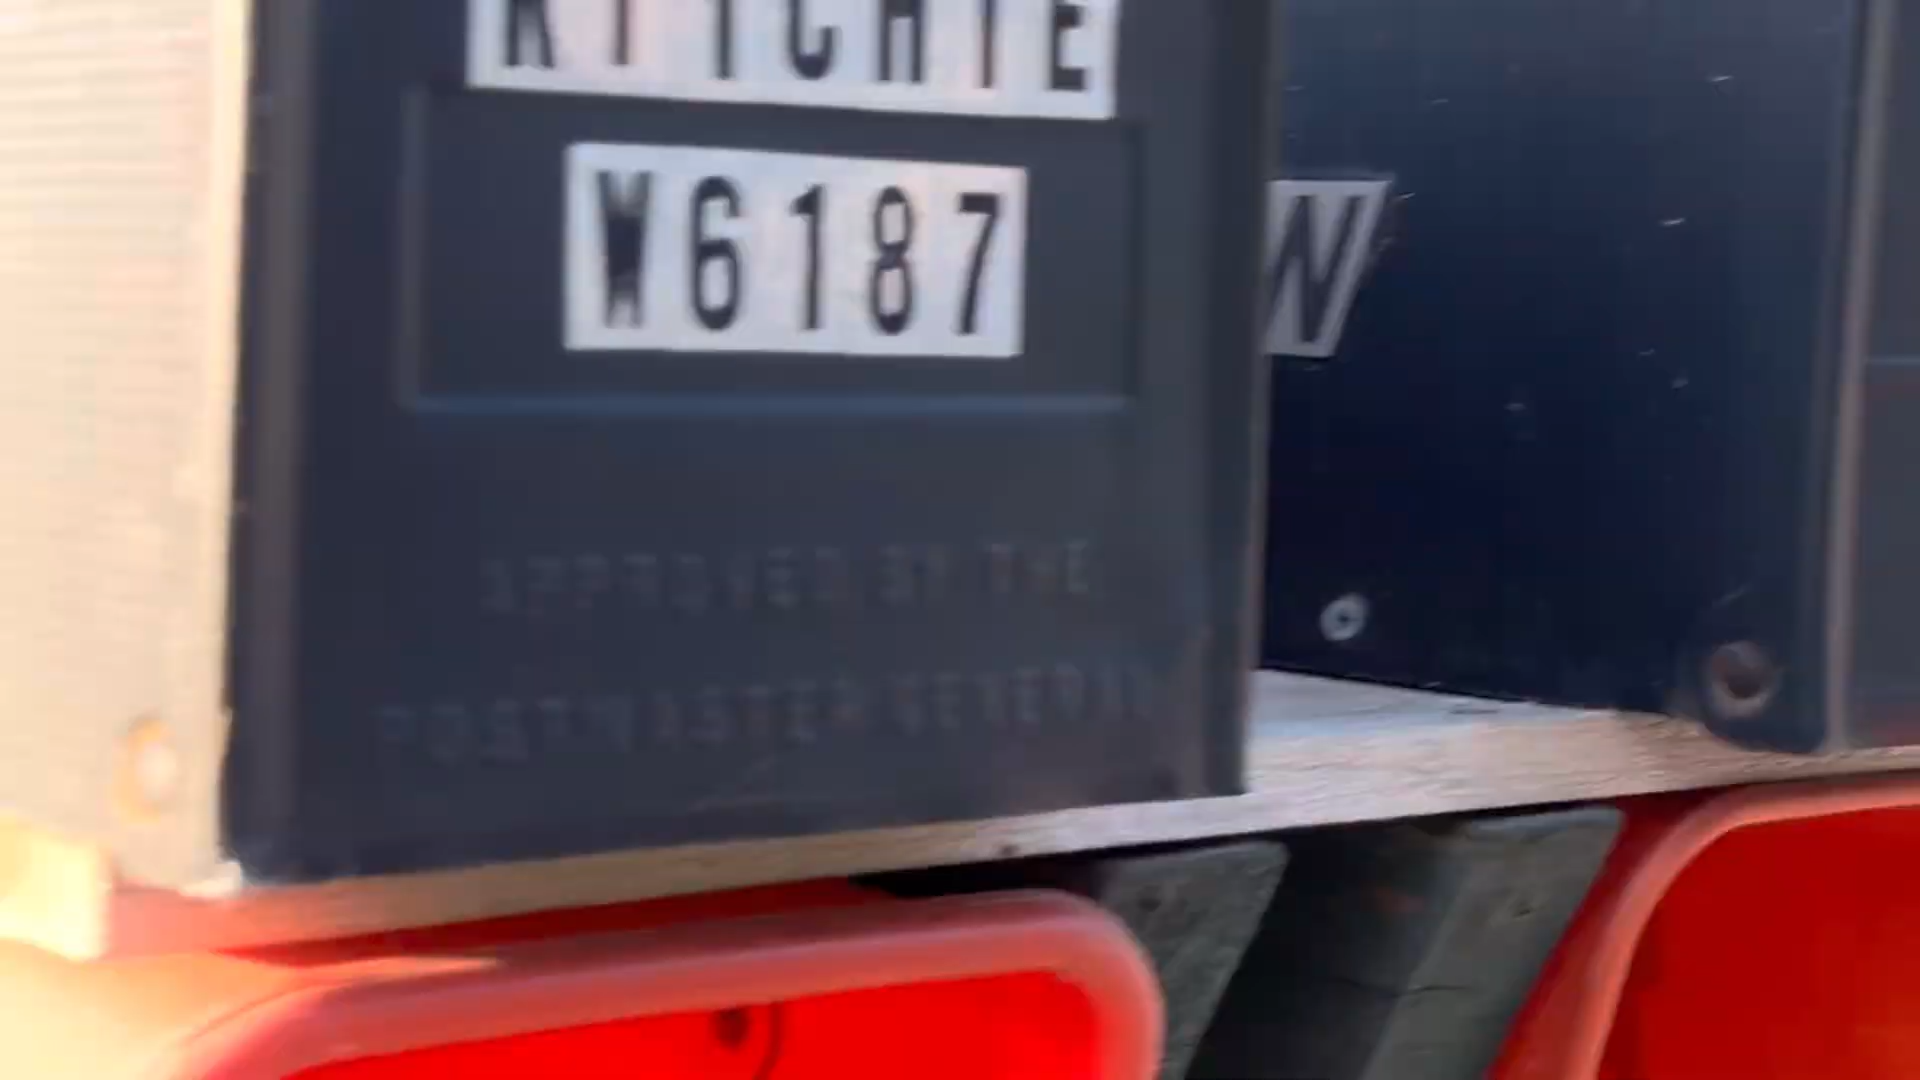 RITCHIE
W6187
W
APPROVED BY THE
POSTMASTER GENERAL